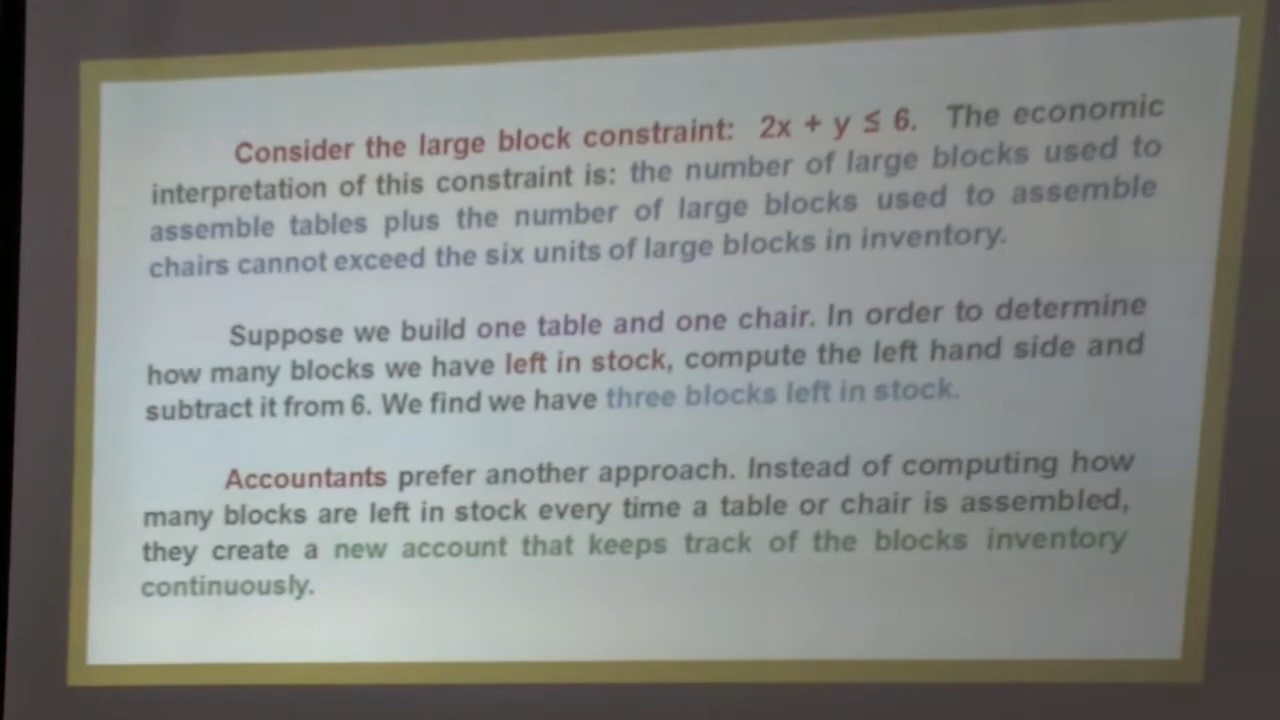 Consider the large block constraint: 2x + y ≤ 6. The economic
interpretation of this constraint is: the number of large blocks used to
assemble tables plus the number of large blocks used to assemble
chairs cannot exceed the six units of large blocks in inventory.
Suppose we build one table and one chair. In order to determine
how many blocks we have left in stock, compute the left hand side and
subtract it from 6. We find we have three blocks left in stock.
Accountants prefer another approach. Instead of computing how
many blocks are left in stock every time a table or chair is assembled,
they create a new account that keeps track of the blocks inventory
continuously.